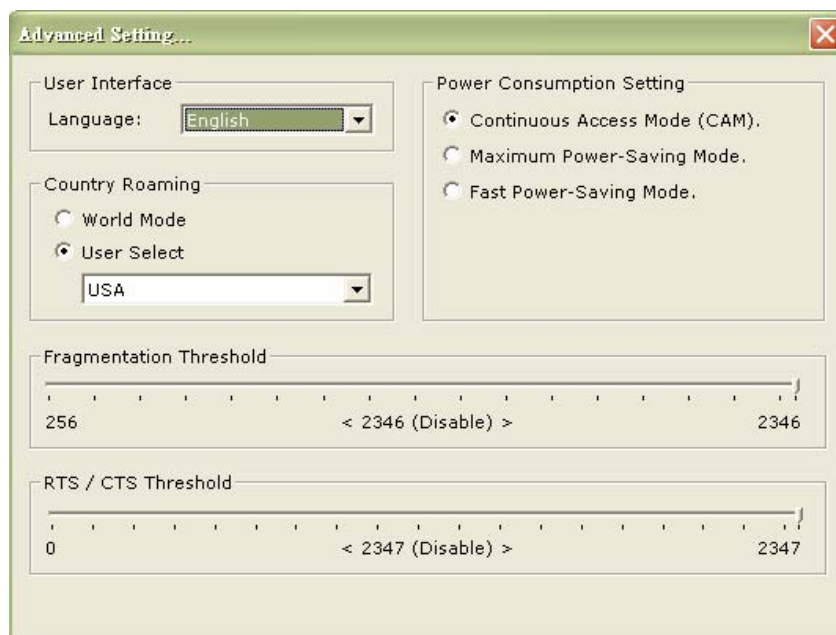 Advanced Setting...
User Interface
Language:
English
Country Roaming
World Mode
User Select
USA
Power Consumption Setting
Continuous Access Mode (CAM).
Maximum Power-Saving Mode.
Fast Power-Saving Mode.
Fragmentation Threshold
256 < 2346 (Disable) > 2346
RTS / CTS Threshold
0 < 2347 (Disable) > 2347